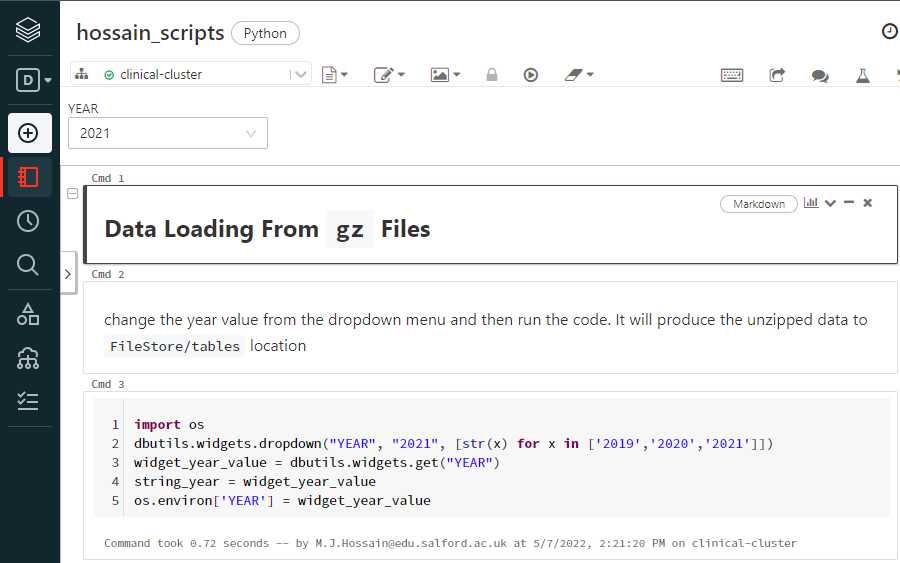 hossain_scripts Python
D
clinical-cluster
YEAR
2021
Cmd 1
Markdown
Data Loading From gz Files
Cmd 2
change the year value from the dropdown menu and then run the code. It will produce the unzipped data to
FileStore/tables location
Cmd 3
1 import os
2 dbutils.widgets.dropdown("YEAR", "2021", [str(x) for x in ['2019','2020','2021']])
3 widget_year_value = dbutils.widgets.get("YEAR")
4 string_year = widget_year_value
5 os.environ['YEAR'] = widget_year_value
Command took 0.72 seconds -- by M.J.Hossain@edu.salford.ac.uk at 5/7/2022, 2:21:20 PM on clinical-cluster